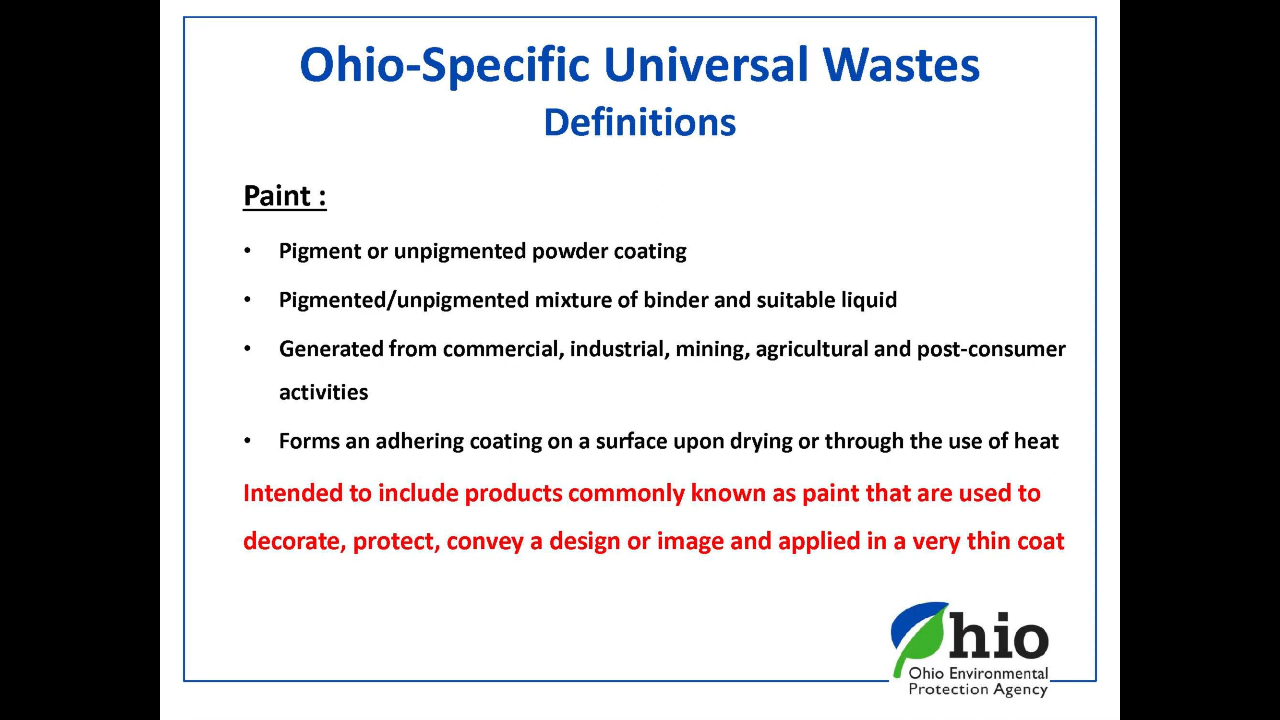 Ohio-Specific Universal Wastes
Definitions
Paint :
• Pigment or unpigmented powder coating
• Pigmented/unpigmented mixture of binder and suitable liquid
• Generated from commercial, industrial, mining, agricultural and post-consumer
activities
• Forms an adhering coating on a surface upon drying or through the use of heat
Intended to include products commonly known as paint that are used to
decorate, protect, convey a design or image and applied in a very thin coat
Ohio
Ohio Environmental
Protection Agency